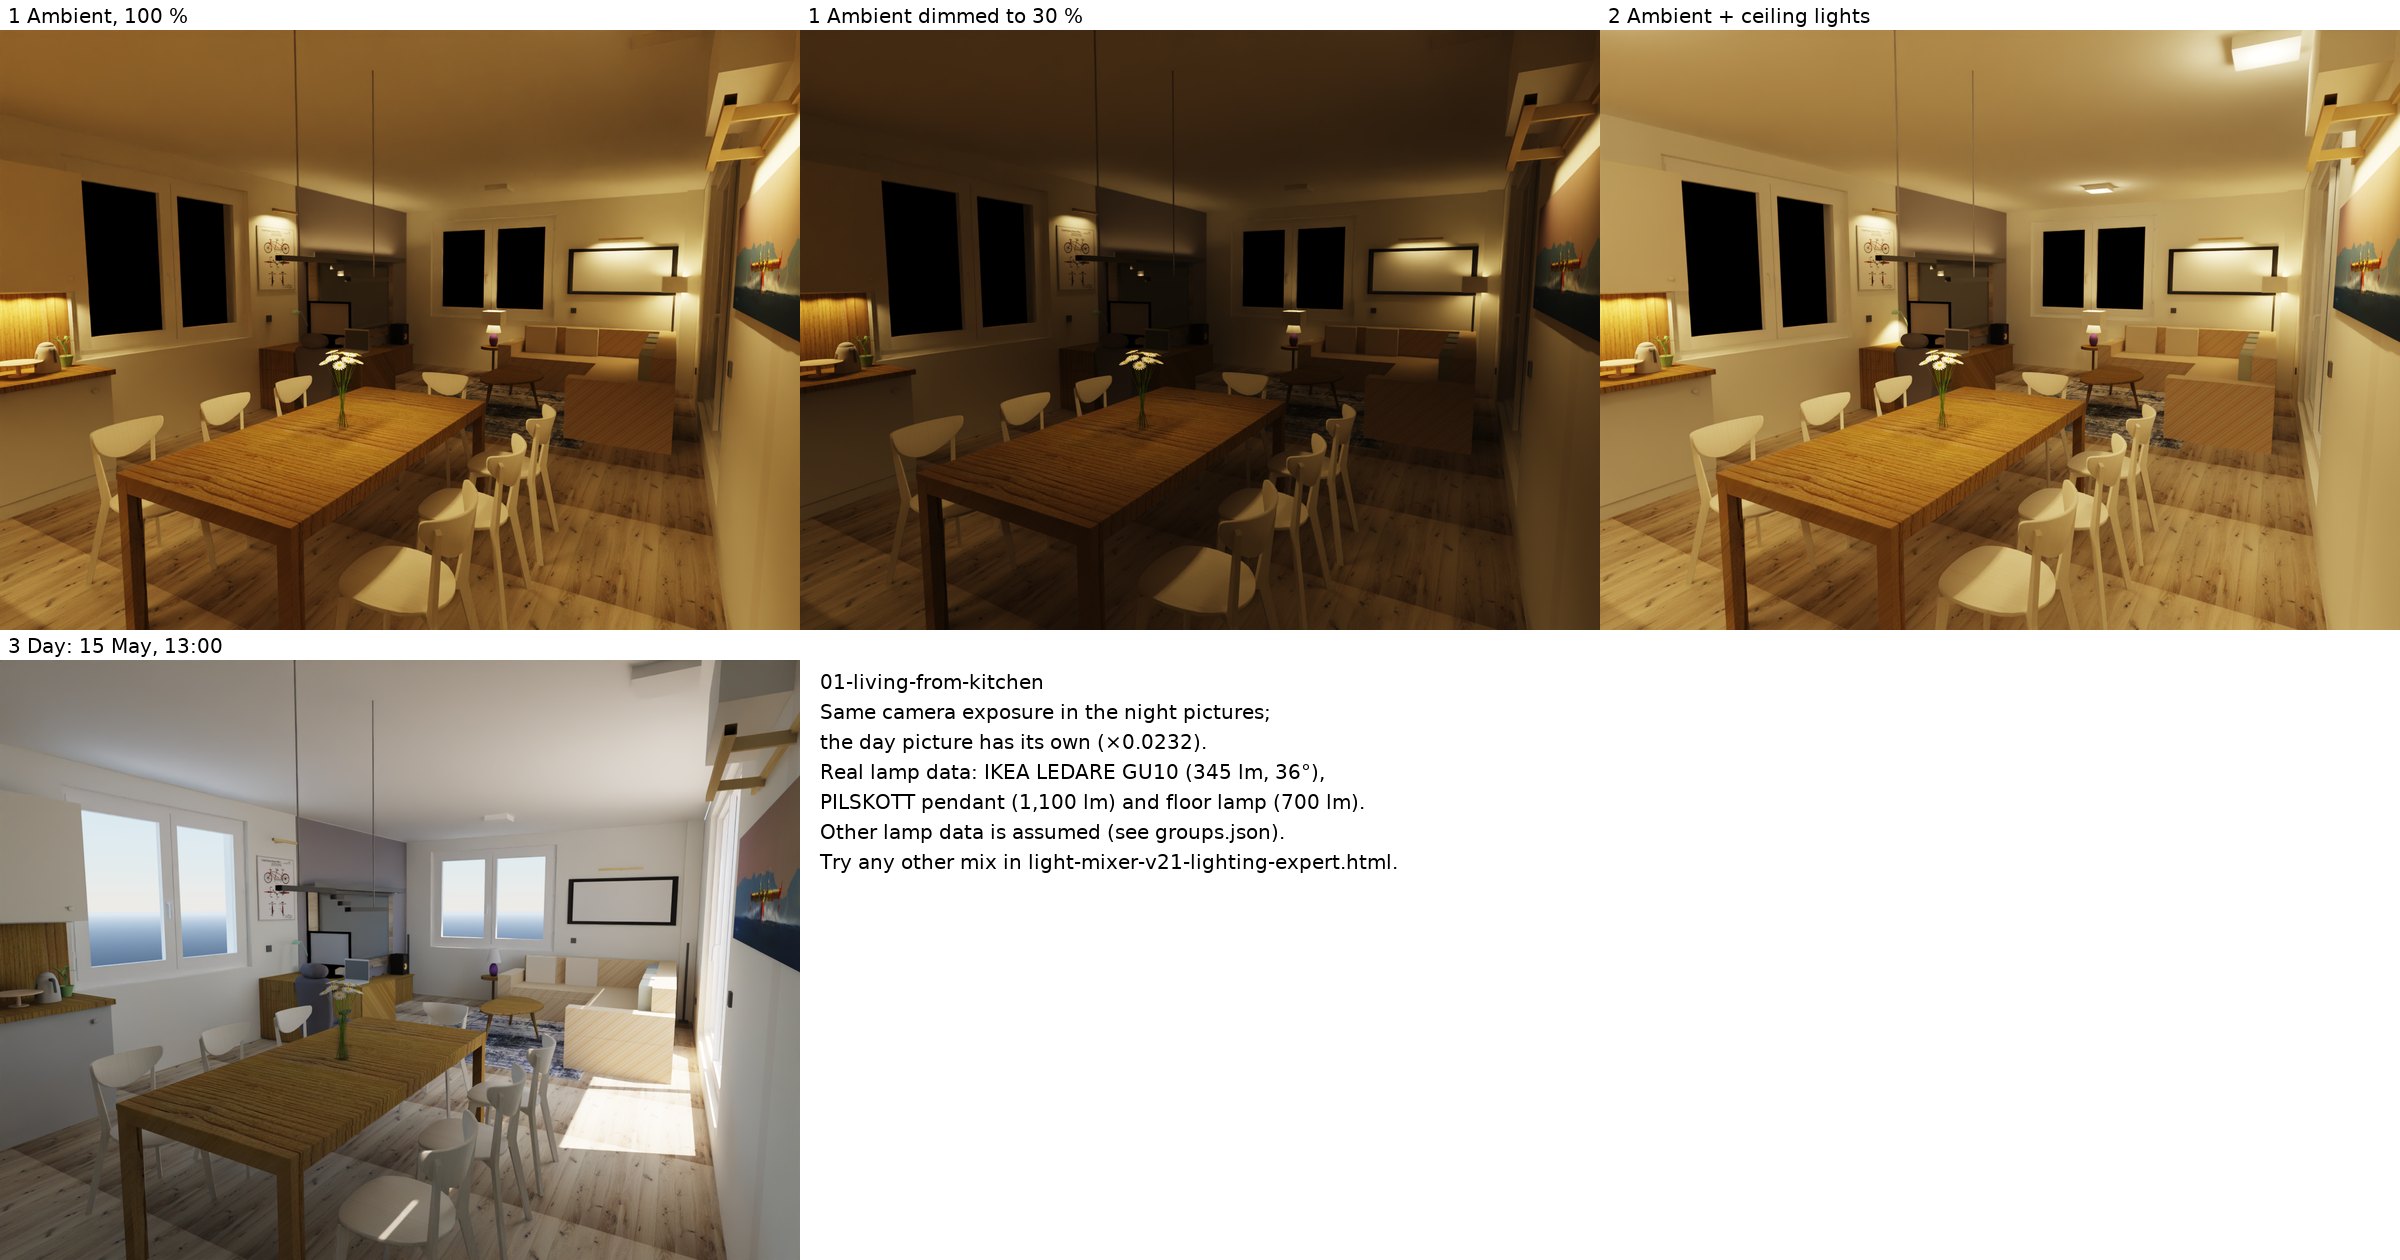 1 Ambient, 100 %
1 Ambient dimmed to 30 %
2 Ambient + ceiling lights
3 Day: 15 May, 13:00
01-living-from-kitchen
Same camera exposure in the night pictures;
the day picture has its own (×0.0232).
Real lamp data: IKEA LEDARE GU10 (345 lm, 36°),
PILSKOTT pendant (1,100 lm) and floor lamp (700 lm).
Other lamp data is assumed (see groups.json).
Try any other mix in light-mixer-v21-lighting-expert.html.